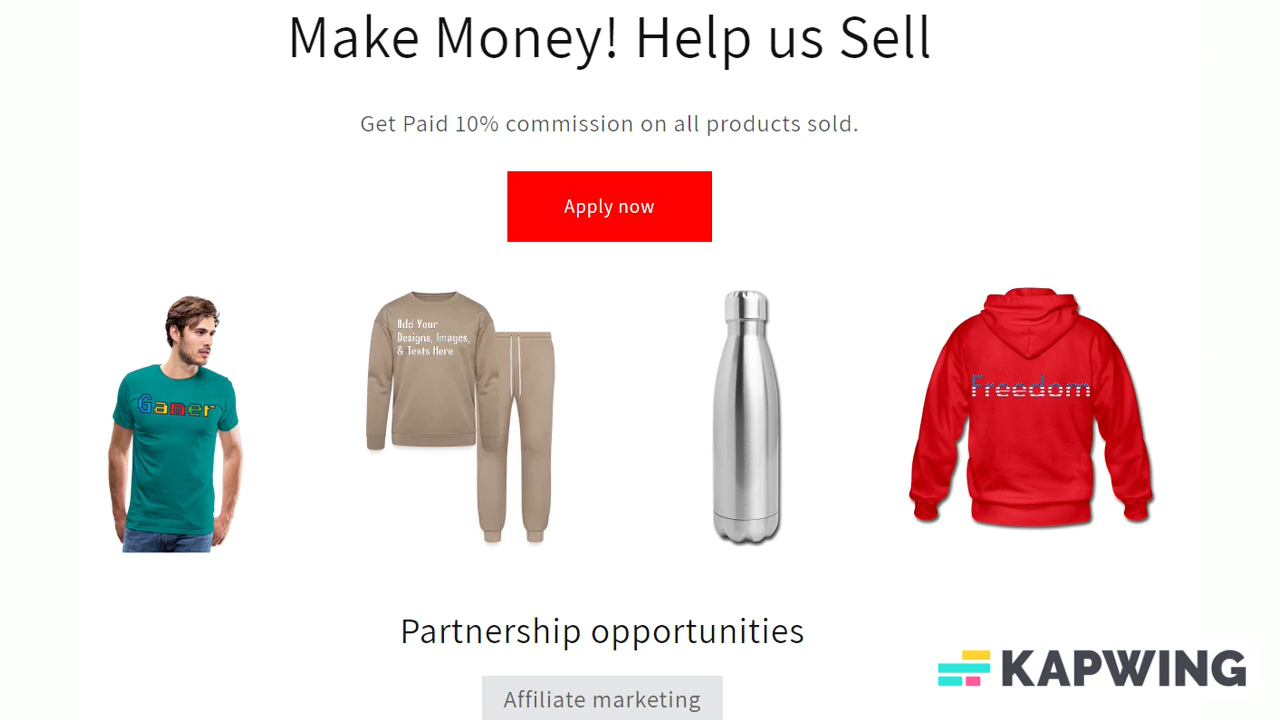 Make Money! Help us Sell
Get Paid 10% commission on all products sold.
Apply now
Gamer
Add Your
Designs, Images,
& Texts Here
Freedom
Partnership opportunities
KAPWING
Affiliate marketing